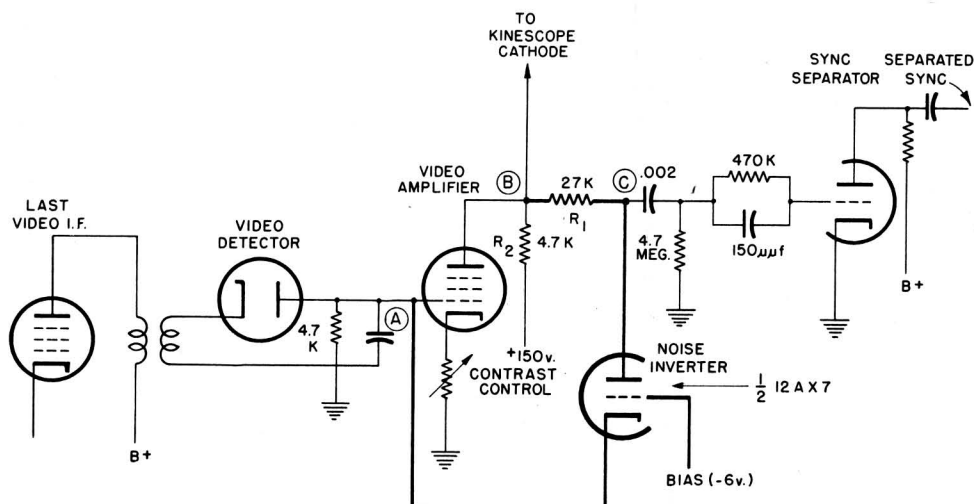 TO
KINESCOPE
CATHODE
SYNC
SEPARATOR
SEPARATED
SYNC
VIDEO
AMPLIFIER
B
27K
R1
C
.002
470K
150μμf
4.7
MEG.
B+
LAST
VIDEO I.F.
VIDEO
DETECTOR
R2
4.7K
A
4.7
K
+150v.
CONTRAST
CONTROL
NOISE
INVERTER
1/2 12AX7
B+
BIAS (-6v.)